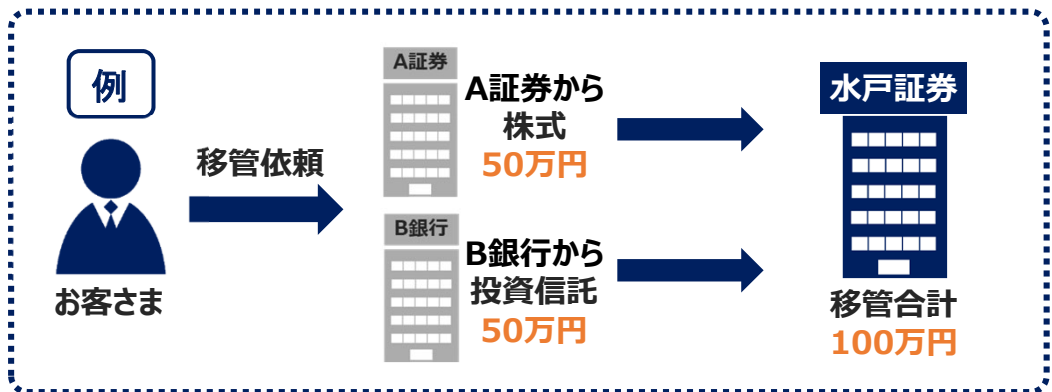 例
お客さま
移管依頼
A証券
A証券から
株式
50万円
B銀行
B銀行から
投資信託
50万円
水戸証券
移管合計
100万円